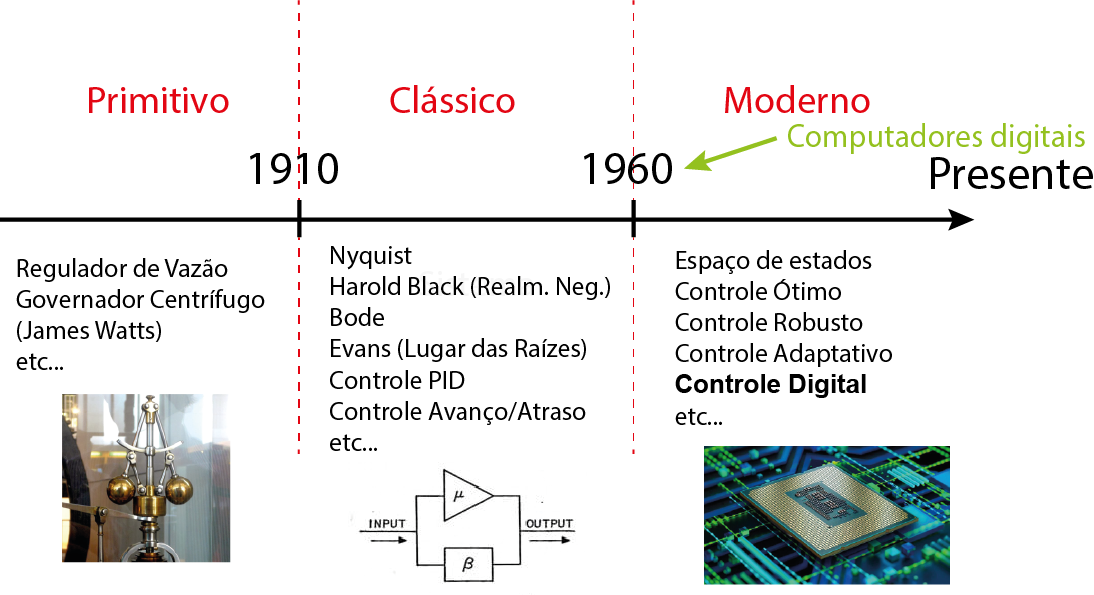 Primitivo
Clássico
Moderno
Computadores digitais
1910
1960
Presente
Regulador de Vazão
Governador Centrífugo
(James Watts)
etc...
Nyquist
Harold Black (Realm. Neg.)
Bode
Evans (Lugar das Raízes)
Controle PID
Controle Avanço/Atraso
etc...
Espaço de estados
Controle Ótimo
Controle Robusto
Controle Adaptativo
Controle Digital
etc...
μ
INPUT
OUTPUT
β